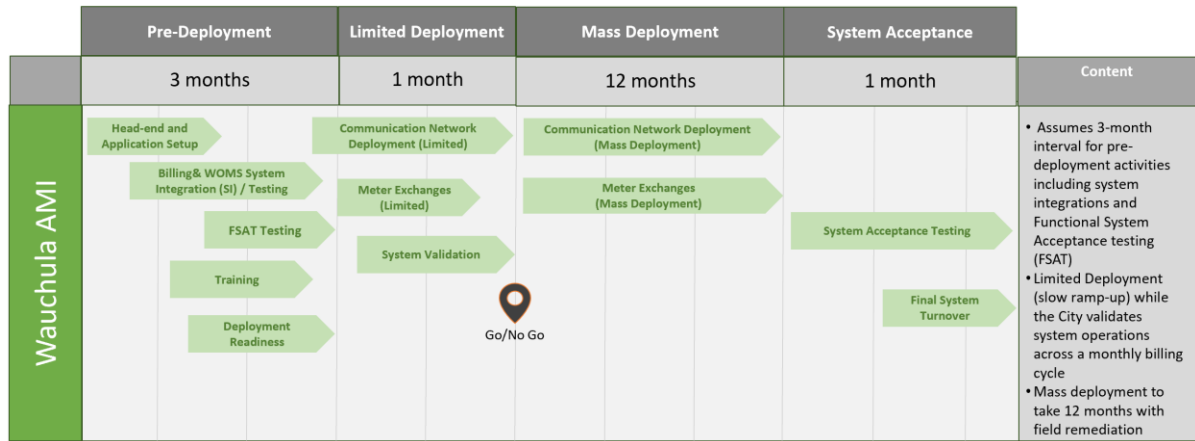 Pre-Deployment
Limited Deployment
Mass Deployment
System Acceptance
3 months
1 month
12 months
1 month
Content
Wauchula AMI
Head-end and
Application Setup
Billing& WOMS System
Integration (SI) / Testing
FSAT Testing
Training
Deployment
Readiness
Communication Network
Deployment (Limited)
Meter Exchanges
(Limited)
System Validation
Go/No Go
Communication Network Deployment
(Mass Deployment)
Meter Exchanges
(Mass Deployment)
System Acceptance Testing
Final System
Turnover
• Assumes 3-month
interval for pre-
deployment activities
including system
integrations and
Functional System
Acceptance testing
(FSAT)
• Limited Deployment
(slow ramp-up) while
the City validates
system operations
across a monthly billing
cycle
• Mass deployment to
take 12 months with
field remediation